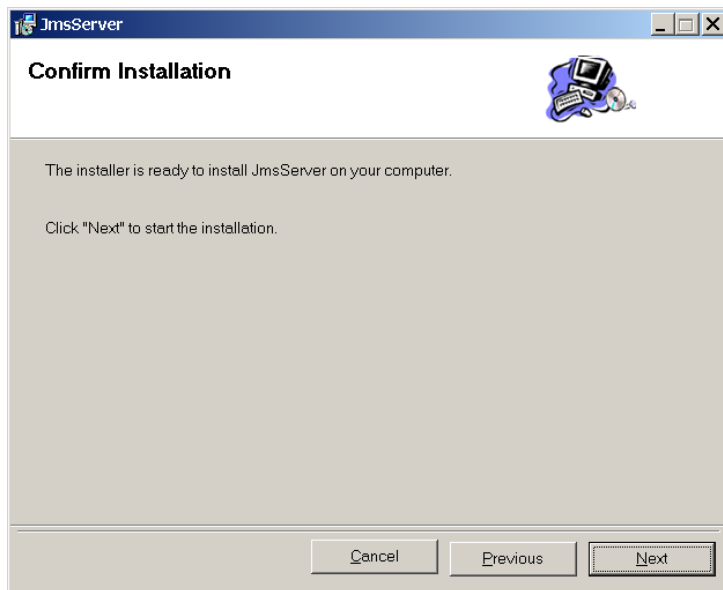 JmsServer
Confirm Installation
The installer is ready to install JmsServer on your computer.
Click "Next" to start the installation.
Cancel
Previous
Next